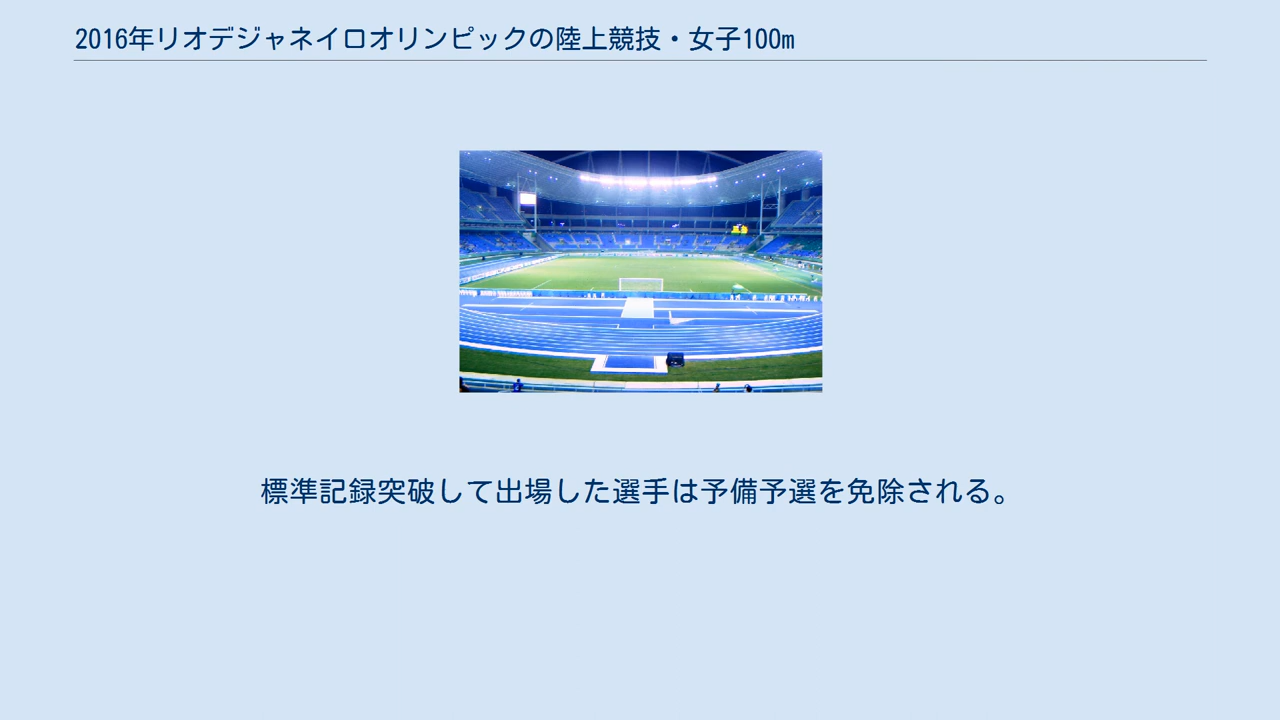 2016年リオデジャネイロオリンピックの陸上競技・女子100m
標準記録突破して出場した選手は予備予選を免除される。